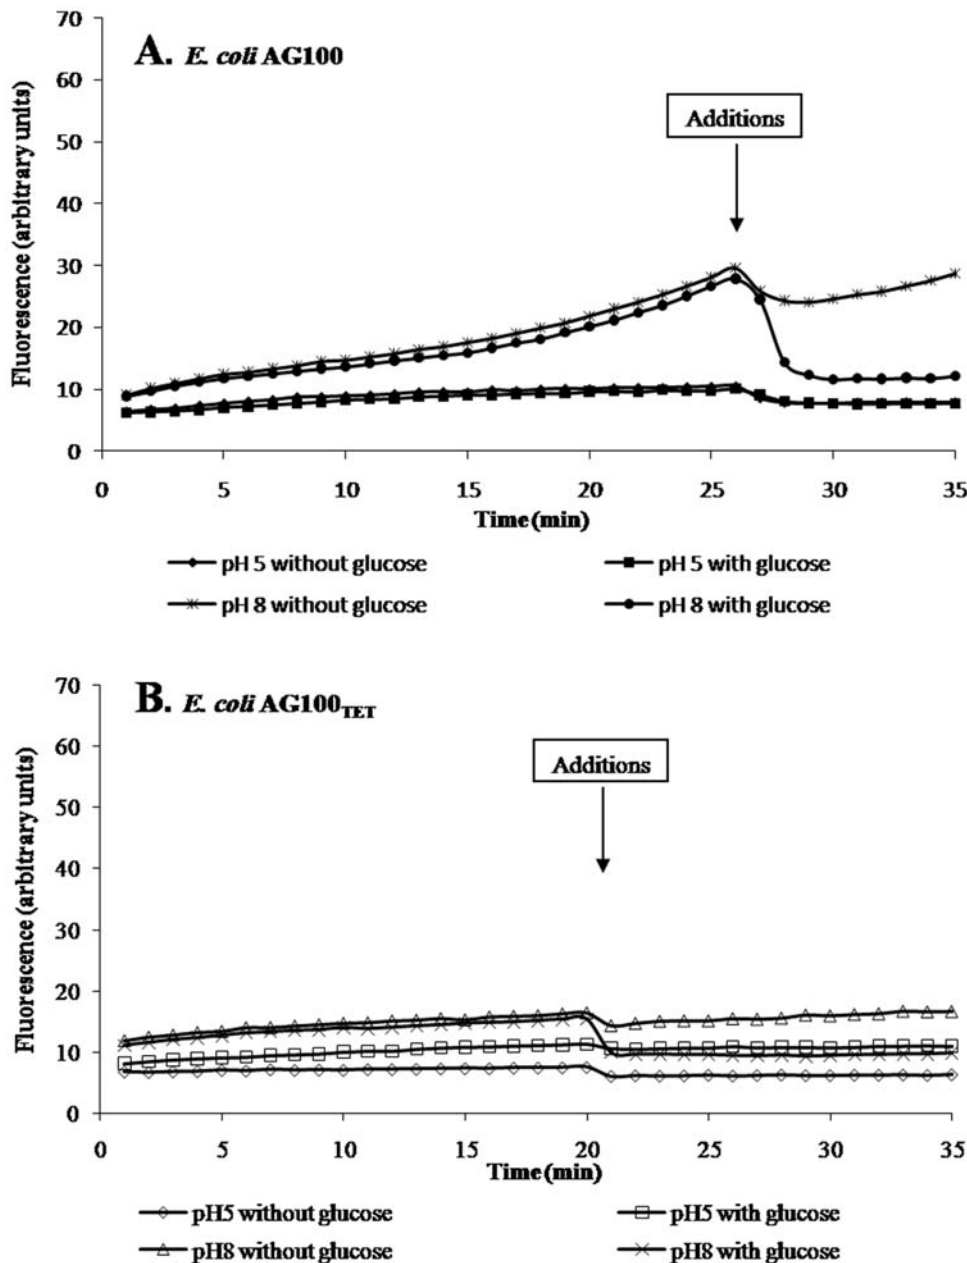 A. E. coli AG100
Additions
Fluorescence (arbitrary units)
70
60
50
40
30
20
10
0
0 5 10 15 20 25 30 35
Time (min)
pH 5 without glucose pH 5 with glucose
pH 8 without glucose pH 8 with glucose
B. E. coli AG100TET
Additions
Fluorescence (arbitrary units)
70
60
50
40
30
20
10
0
0 5 10 15 20 25 30 35
Time (min)
pH5 without glucose pH5 with glucose
pH8 without glucose pH8 with glucose